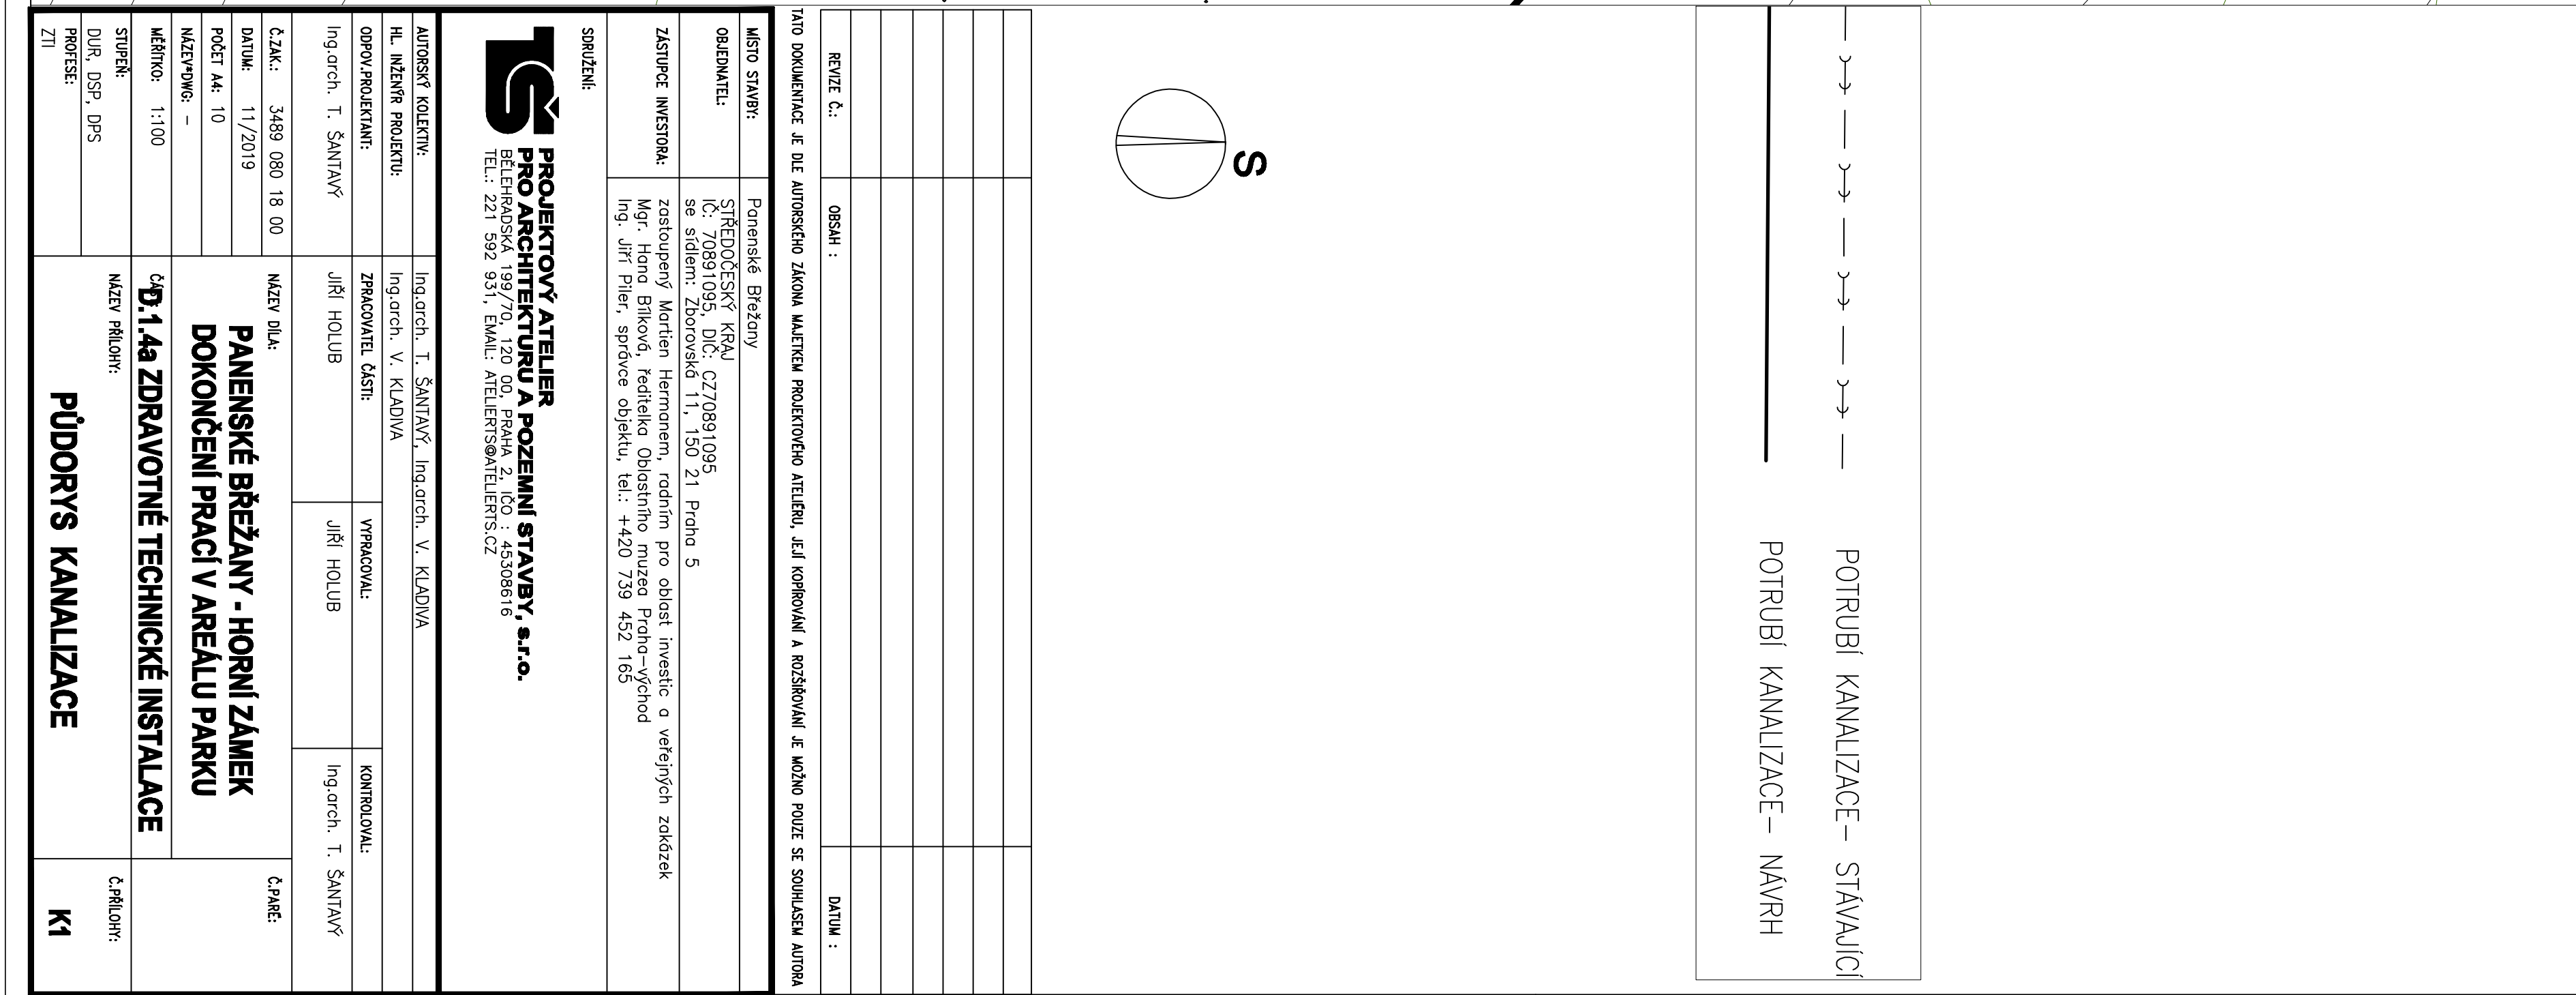 POTRUBÍ KANALIZACE– STÁVAJÍCÍ
POTRUBÍ KANALIZACE– NÁVRH
S
REVIZE Č.: OBSAH : DATUM :
TATO DOKUMENTACE JE DLE AUTORSKÉHO ZÁKONA MAJETKEM PROJEKTOVÉHO ATELIÉRU, JEJÍ KOPÍROVÁNÍ A ROZŠIŘOVÁNÍ JE MOŽNO POUZE SE SOUHLASEM AUTORA
MÍSTO STAVBY: Panenské Břežany
OBJEDNATEL: STŘEDOČESKÝ KRAJ
IČ: 70891095, DIČ: CZ70891095
se sídlem: Zborovská 11, 150 21 Praha 5
ZÁSTUPCE INVESTORA: zastoupený Martien Hermanem, radním pro oblast investic a veřejných zakázek
Mgr. Hana Bílková, ředitelka Oblastního muzea Praha–východ
Ing. Jiří Piler, správce objektu, tel.: +420 739 452 165
SDRUŽENÍ:
TŠ
PROJEKTOVÝ ATELIER
PRO ARCHITEKTURU A POZEMNÍ STAVBY, s.r.o.
BĚLEHRADSKÁ 199/70, 120 00, PRAHA 2, IČO : 45308616
TEL.: 221 592 931, EMAIL: ATELIERTS@ATELIERTS.CZ
AUTORSKÝ KOLEKTIV: Ing.arch. T. ŠANTAVÝ, Ing.arch. V. KLADIVA
HL. INŽENÝR PROJEKTU: Ing.arch. V. KLADIVA
ODPOV.PROJEKTANT: ZPRACOVATEL ČÁSTI: VYPRACOVAL: KONTROLOVAL:
Ing.arch. T. ŠANTAVÝ JIŘÍ HOLUB JIŘÍ HOLUB Ing.arch. T. ŠANTAVÝ
Č.ZAK.: 3489 080 18 00
DATUM: 11/2019
POČET A4: 10
NÁZEV*DWG: –
MĚŘÍTKO: 1:100
STUPEŇ:
DUR, DSP, DPS
PROFESE:
ZTI
NÁZEV DÍLA:
PANENSKÉ BŘEŽANY - HORNÍ ZÁMEK
DOKONČENÍ PRACÍ V AREÁLU PARKU
D.1.4a ZDRAVOTNĚ TECHNICKÉ INSTALACE
NÁZEV PŘÍLOHY:
PŮDORYS KANALIZACE
Č.PARÉ:
Č.PŘÍLOHY:
K1